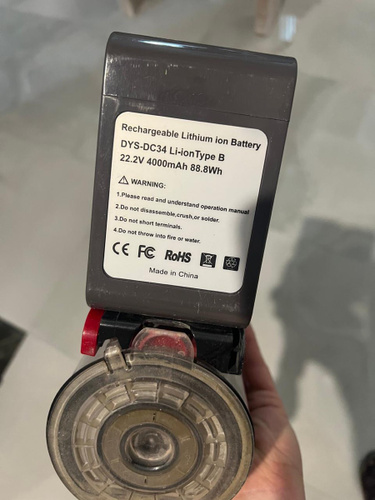 Rechargeable Lithium ion Battery
DYS-DC34 Li-ionType B
22.2V 4000mAh 88.8Wh
WARNING:
1.Please read and understand operation manual
2.Do not disassemble,crush,or solder.
3.Do not short terminals.
4.Do not throw into fire or water.
CE FC RoHS
Made in China